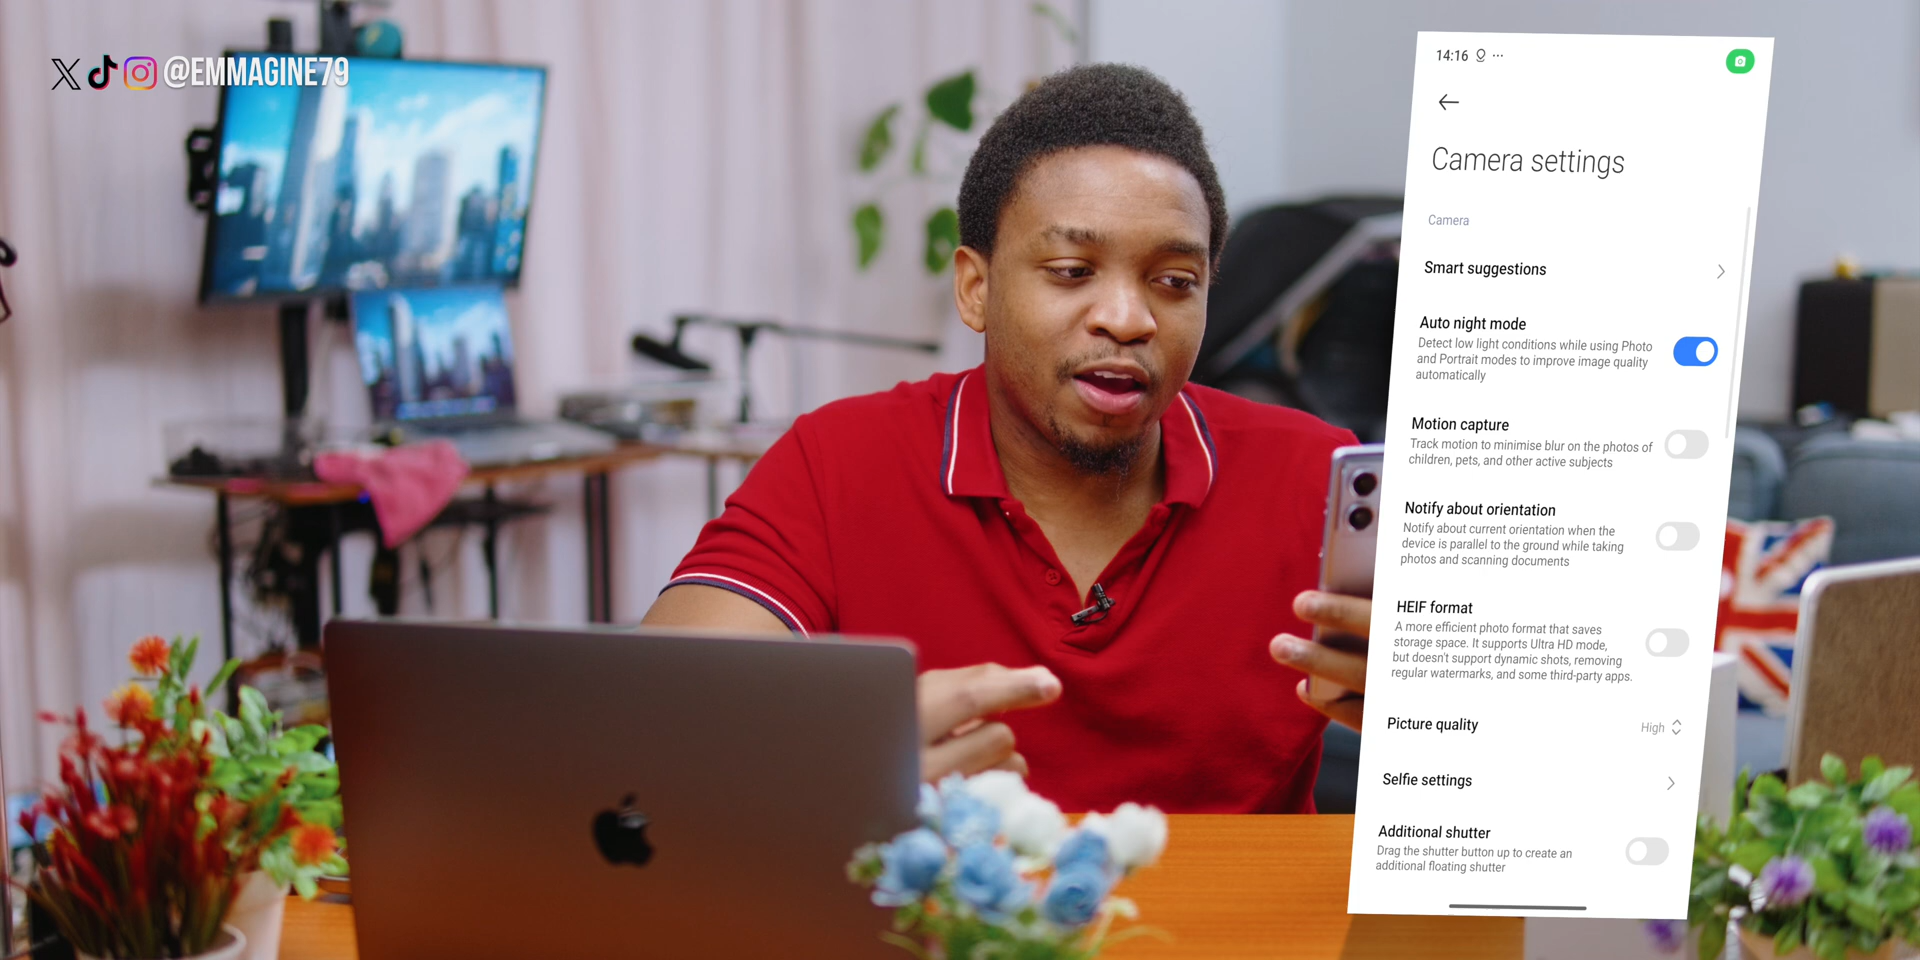 @EMMAGINE79
14:16 ...
Camera settings
Camera
Smart suggestions
Auto night mode
Detect low light conditions while using Photo
and Portrait modes to improve image quality
automatically
Motion capture
Track motion to minimise blur on the photos of
children, pets, and other active subjects
Notify about orientation
Notify about current orientation when the
device is parallel to the ground while taking
photos and scanning documents
HEIF format
A more efficient photo format that saves
storage space. It supports Ultra HD mode,
but doesn't support dynamic shots, removing
regular watermarks, and some third-party apps.
Picture quality
High
Selfie settings
Additional shutter
Drag the shutter button up to create an
additional floating shutter